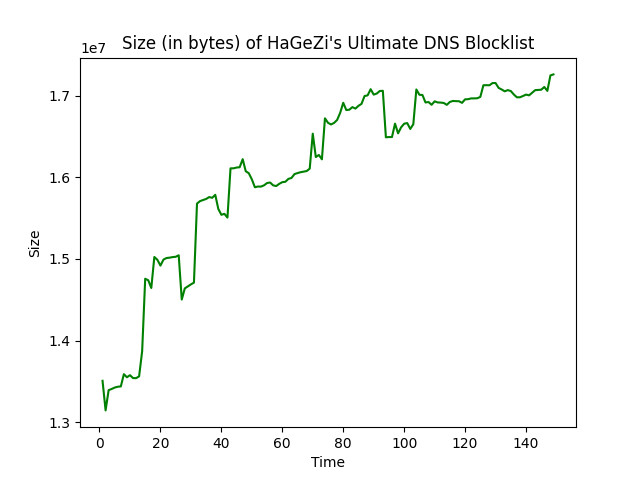 Size (in bytes) of HaGeZi's Ultimate DNS Blocklist
1e7
1.7
1.6
1.5
1.4
1.3
Size
0 20 40 60 80 100 120 140
Time